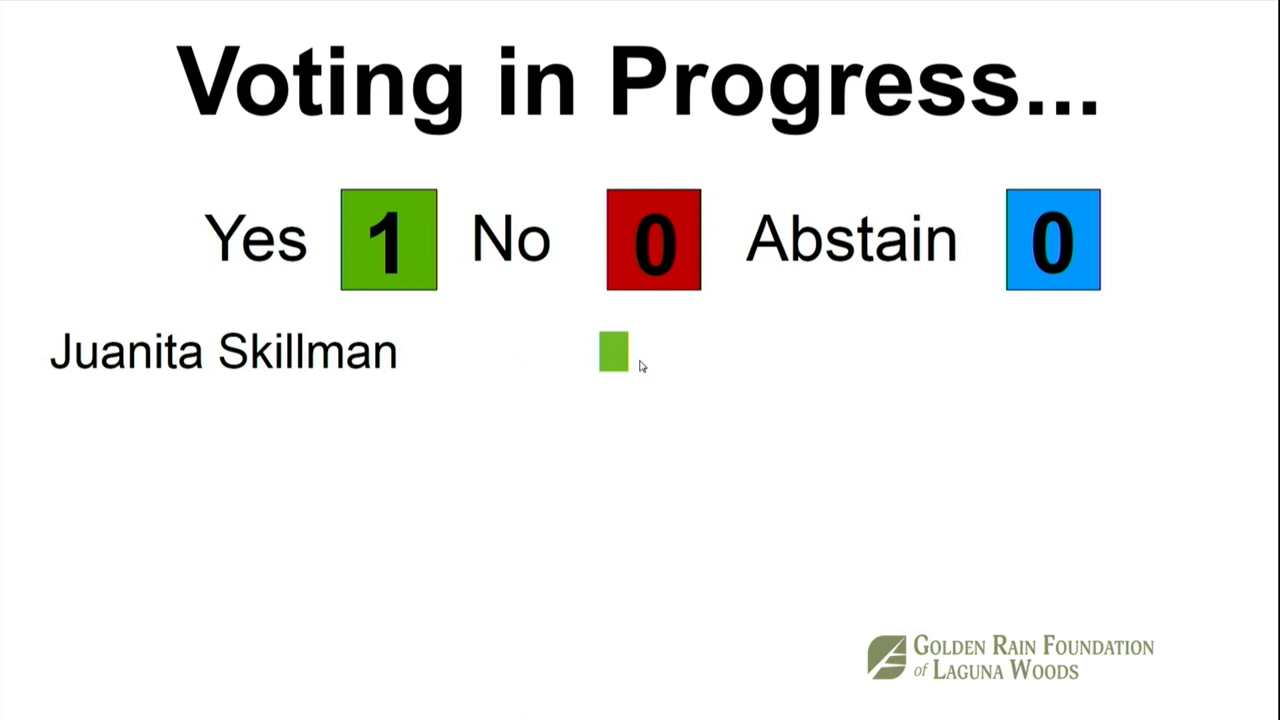 Voting in Progress...
Yes 1 No 0 Abstain 0
Juanita Skillman
GOLDEN RAIN FOUNDATION
of LAGUNA WOODS